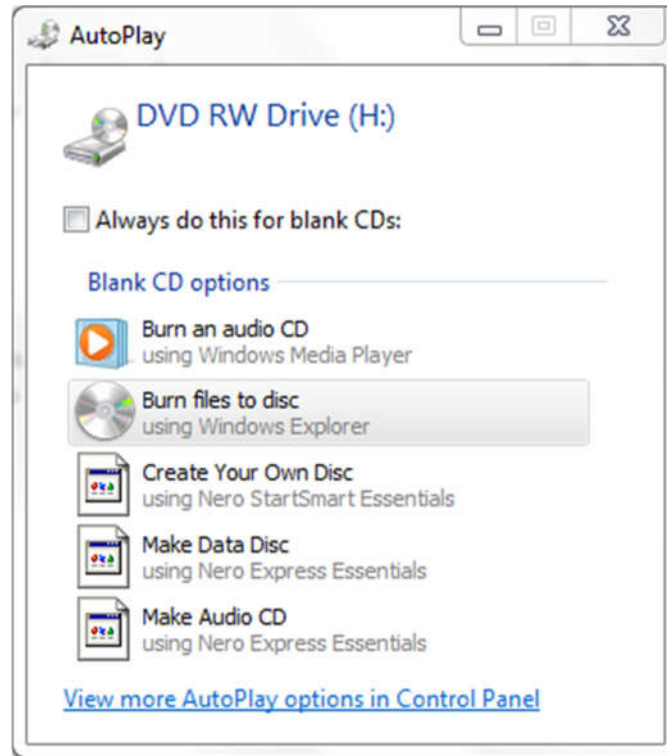 AutoPlay
DVD RW Drive (H:)
Always do this for blank CDs:
Blank CD options
Burn an audio CD
using Windows Media Player
Burn files to disc
using Windows Explorer
Create Your Own Disc
using Nero StartSmart Essentials
Make Data Disc
using Nero Express Essentials
Make Audio CD
using Nero Express Essentials
View more AutoPlay options in Control Panel